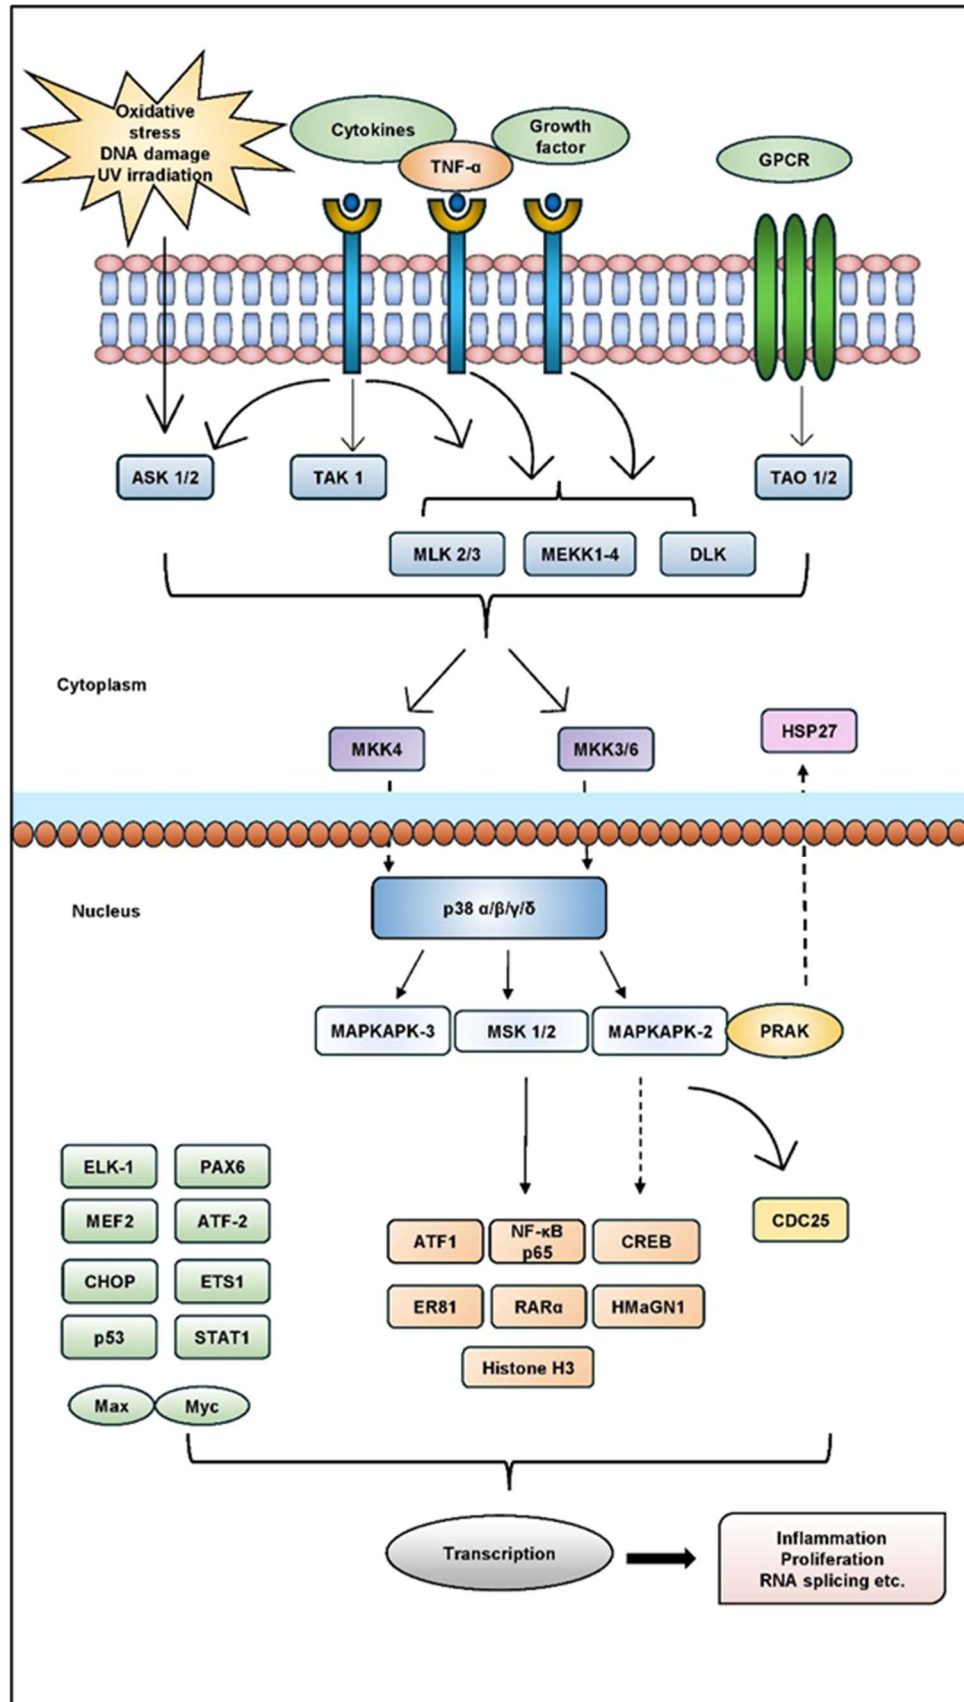 Oxidative
stress
DNA damage
UV irradiation
Cytokines
TNF-α
Growth
factor
GPCR
ASK 1/2
TAK 1
TAO 1/2
MLK 2/3
MEKK1-4
DLK
Cytoplasm
MKK4
MKK3/6
HSP27
Nucleus
p38 α/β/γ/δ
MAPKAPK-3
MSK 1/2
MAPKAPK-2
PRAK
ELK-1
PAX6
MEF2
ATF-2
CHOP
ETS1
p53
STAT1
Max
Myc
ATF1
NF-κB
p65
CREB
CDC25
ER81
RARα
HMaGN1
Histone H3
Transcription
Inflammation
Proliferation
RNA splicing etc.